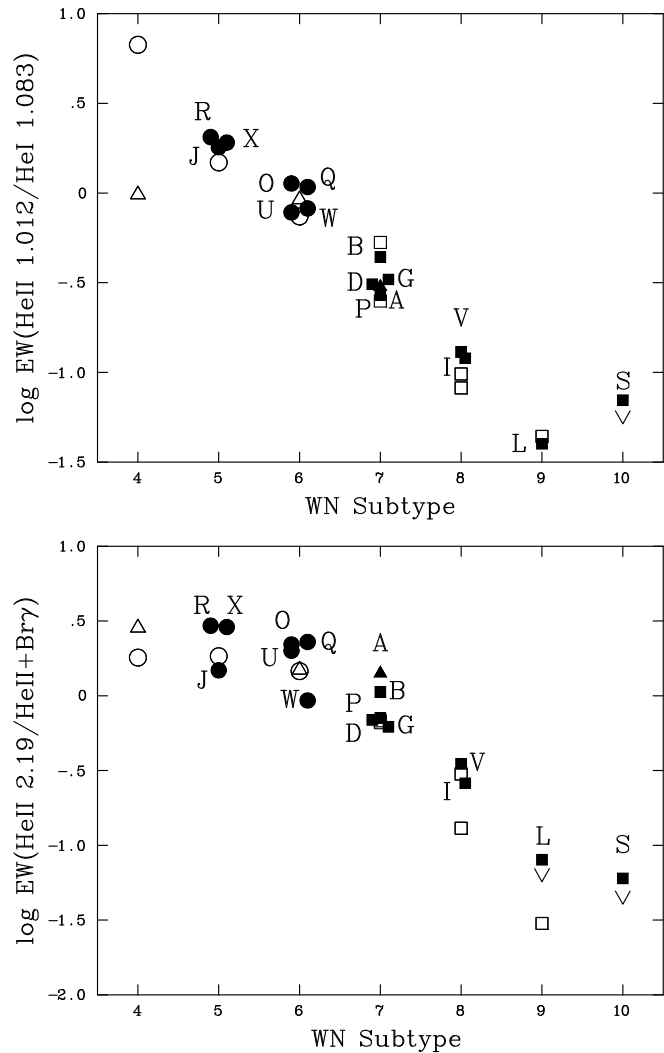 log EW(HeII 1.012/HeI 1.083)
1.0
.5
0
−.5
−1.0
−1.5
R
X
J
O
Q
U
W
B
D
G
P
A
V
I
S
L
4 5 6 7 8 9 10
WN Subtype
log EW(HeII 2.19/HeII+Brγ)
1.0
.5
0
−.5
−1.0
−1.5
−2.0
R X
J
O
Q
U
W
A
B
P
G
D
V
I
L
S
4 5 6 7 8 9 10
WN Subtype